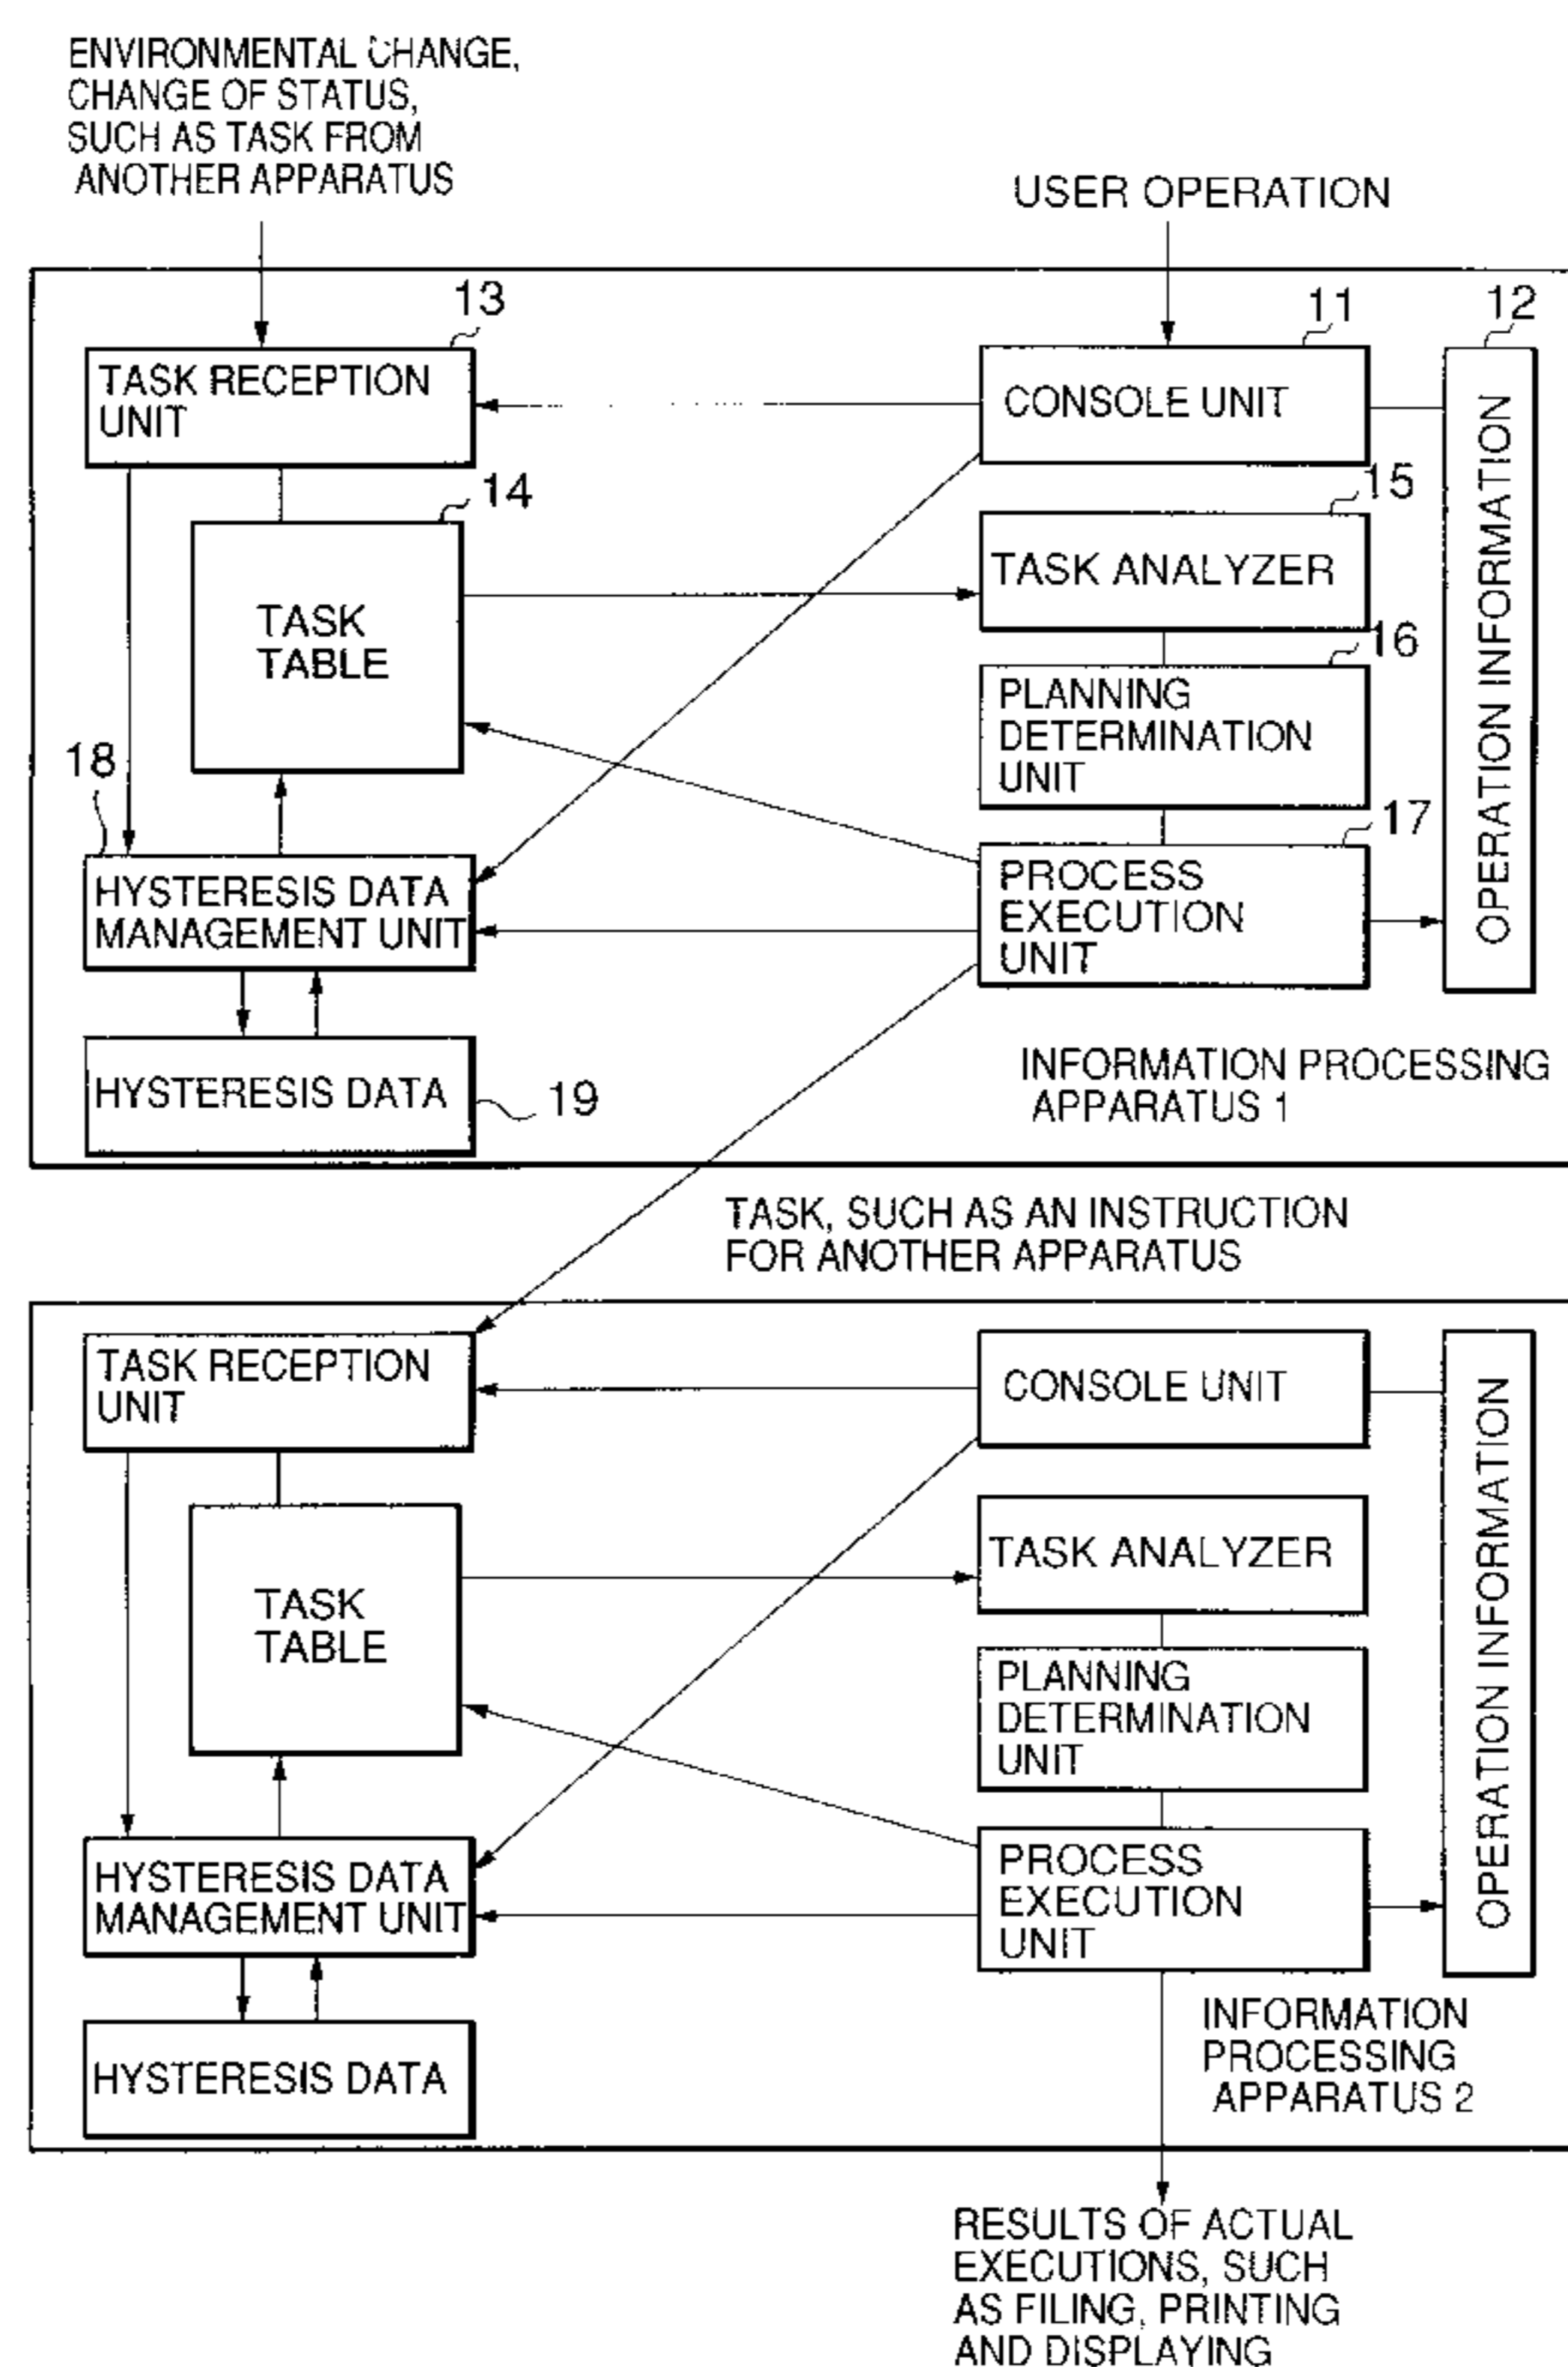 ENVIRONMENTAL CHANGE,
CHANGE OF STATUS,
SUCH AS TASK FROM
ANOTHER APPARATUS
USER OPERATION
13
11
12
TASK RECEPTION
UNIT
CONSOLE UNIT
OPERATION INFORMATION
14
15
TASK
TABLE
TASK ANALYZER
16
PLANNING
DETERMINATION
UNIT
18
17
HYSTERESIS DATA
MANAGEMENT UNIT
PROCESS
EXECUTION
UNIT
HYSTERESIS DATA
19
INFORMATION PROCESSING
APPARATUS 1
TASK, SUCH AS AN INSTRUCTION
FOR ANOTHER APPARATUS
TASK RECEPTION
UNIT
CONSOLE UNIT
OPERATION INFORMATION
TASK
TABLE
TASK ANALYZER
PLANNING
DETERMINATION
UNIT
HYSTERESIS DATA
MANAGEMENT UNIT
PROCESS
EXECUTION
UNIT
HYSTERESIS DATA
INFORMATION
PROCESSING
APPARATUS 2
RESULTS OF ACTUAL
EXECUTIONS, SUCH
AS FILING, PRINTING
AND DISPLAYING